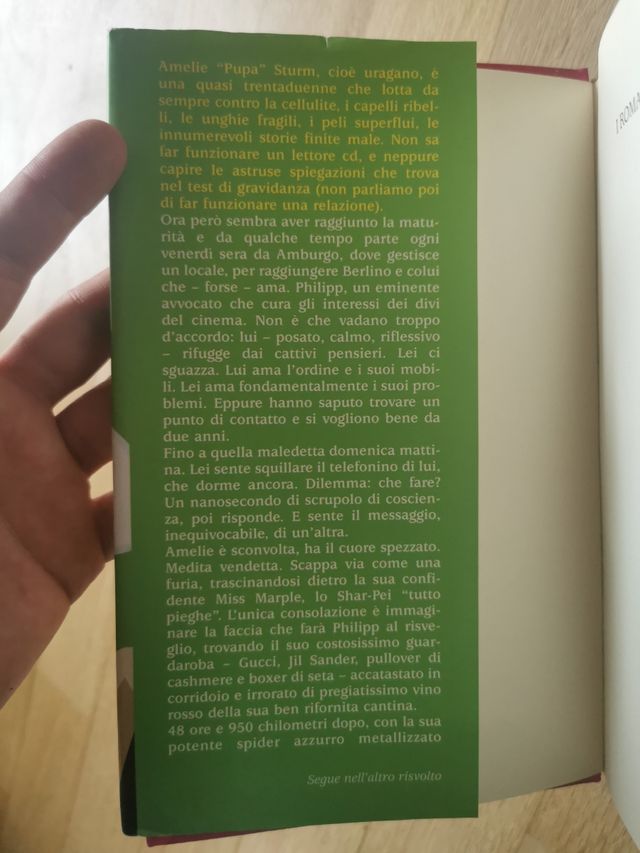 Amelie “Pupa” Sturm, cioè uragano, è
una quasi trentaduenne che lotta da
sempre contro la cellulite, i capelli ribel-
li, le unghie fragili, i peli superflui, le
innumerevoli storie finite male. Non sa
far funzionare un lettore cd, e neppure
capire le astruse spiegazioni che trova
nel test di gravidanza (non parliamo poi
di far funzionare una relazione).
Ora però sembra aver raggiunto la matu-
rità e da qualche tempo parte ogni
venerdì sera da Amburgo, dove gestisce
un locale, per raggiungere Berlino e colui
che – forse – ama. Philipp, un eminente
avvocato che cura gli interessi dei divi
del cinema. Non è che vadano troppo
d’accordo: lui – posato, calmo, riflessivo
– rifugge dai cattivi pensieri. Lei ci
sguazza. Lui ama l’ordine e i suoi mobi-
li. Lei ama fondamentalmente i suoi pro-
blemi. Eppure hanno saputo trovare un
punto di contatto e si vogliono bene da
due anni.
Fino a quella maledetta domenica matti-
na. Lei sente squillare il telefonino di lui,
che dorme ancora. Dilemma: che fare?
Un nanosecondo di scrupolo di coscien-
za, poi risponde. E sente il messaggio,
inequivocabile, di un’altra.
Amelie è sconvolta, ha il cuore spezzato.
Medita vendetta. Scappa via come una
furia, trascinandosi dietro la sua confi-
dente Miss Marple, lo Shar-Pei “tutto
pieghe”. L’unica consolazione è immagi-
nare la faccia che farà Philipp al risve-
glio, trovando il suo costosissimo guar-
daroba – Gucci, Jil Sander, pullover di
cashmere e boxer di seta – accatastato in
corridoio e irrorato di pregiatissimo vino
rosso della sua ben rifornita cantina.
48 ore e 950 chilometri dopo, con la sua
potente spider azzurro metallizzato
Segue nell’altro risvolto
I ROMA